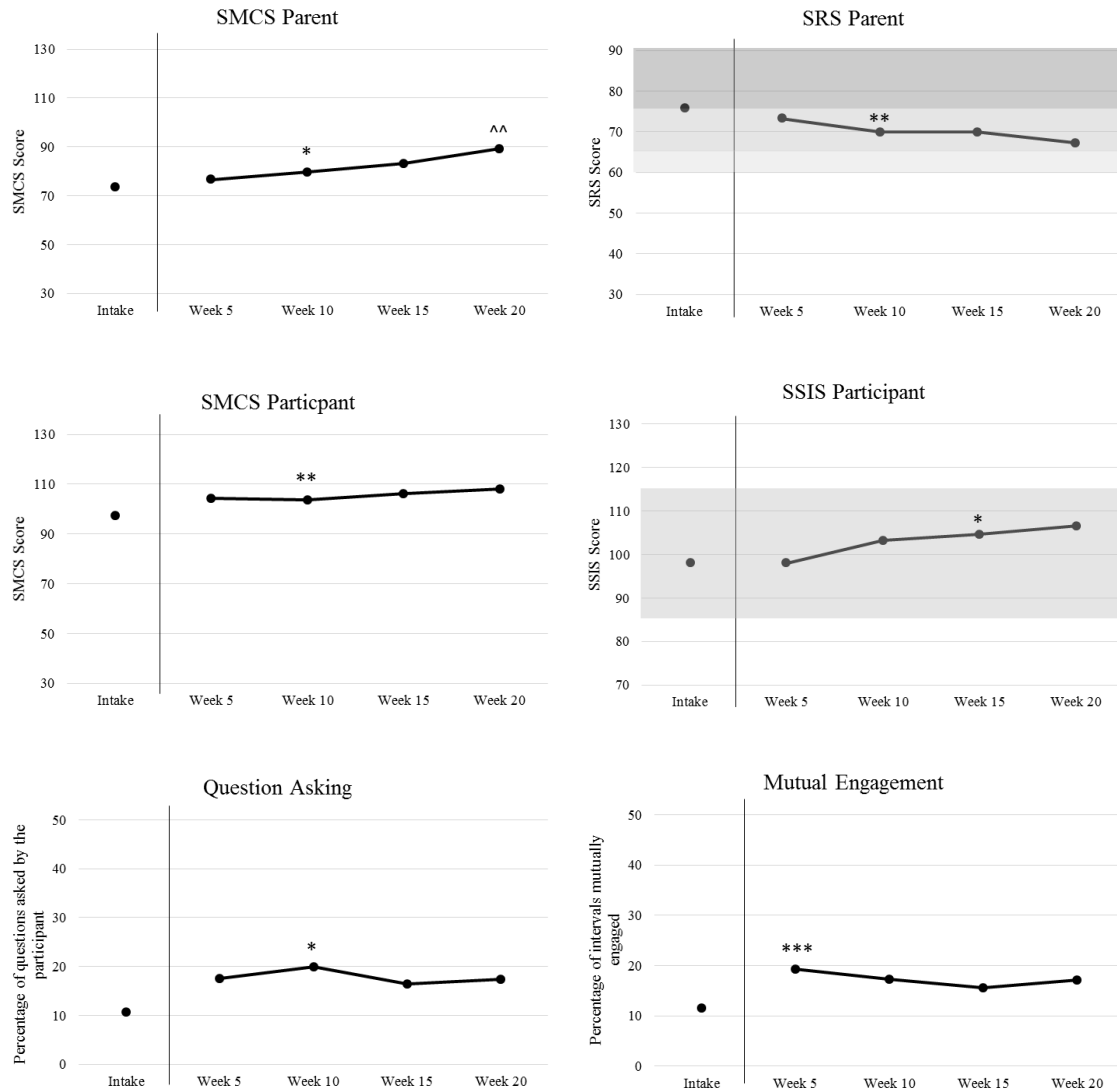 SMCS Parent
130
110
90
70
50
30
SMCS Score
*
^^
Intake
Week 5
Week 10
Week 15
Week 20
SRS Parent
90
80
70
60
50
40
30
SRS Score
**
Intake
Week 5
Week 10
Week 15
Week 20
SMCS Particpant
130
110
90
70
50
30
SMCS Score
**
Intake
Week 5
Week 10
Week 15
Week 20
SSIS Participant
130
120
110
100
90
80
70
SSIS Score
*
Intake
Week 5
Week 10
Week 15
Week 20
Question Asking
50
40
30
20
10
0
Percentage of questions asked by the
participant
*
Intake
Week 5
Week 10
Week 15
Week 20
Mutual Engagement
50
40
30
20
10
0
Percentage of intervals mutually
engaged
***
Intake
Week 5
Week 10
Week 15
Week 20